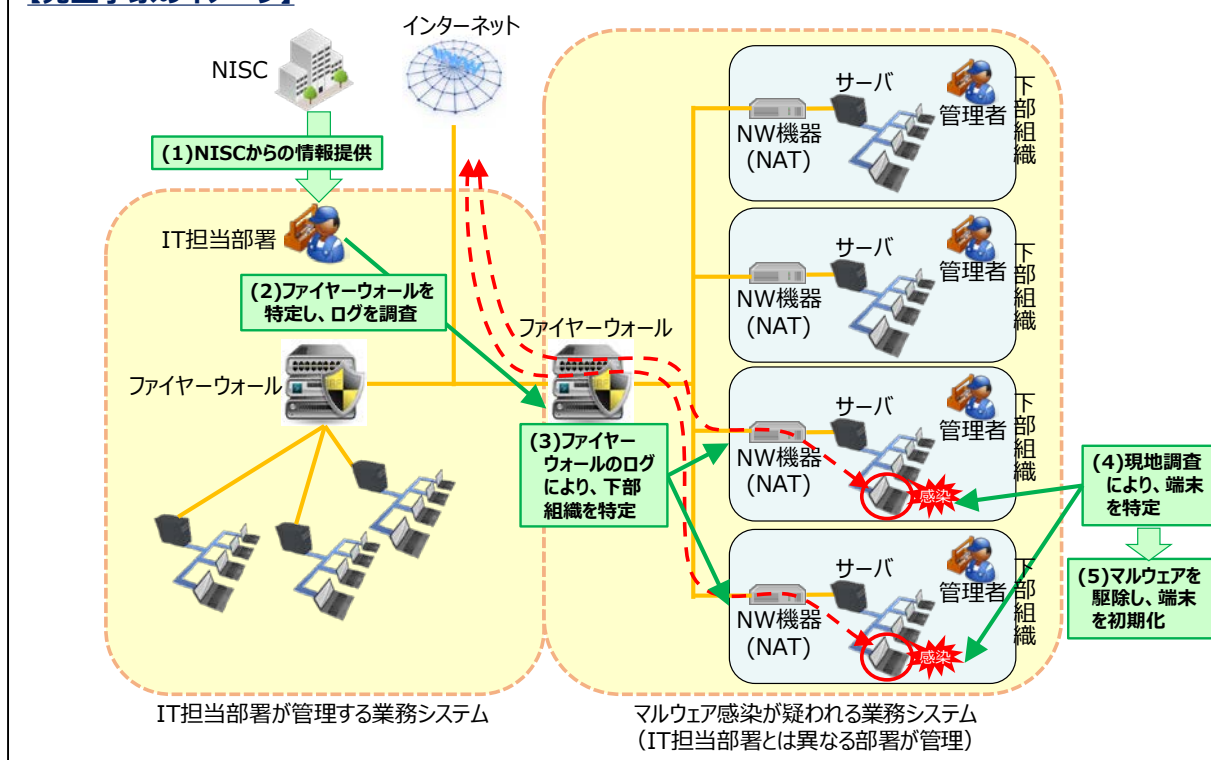 【発生事象のイメージ】
インターネット
NISC
(1)NISCからの情報提供
IT担当部署
(2)ファイヤーウォールを
特定し、ログを調査
ファイヤーウォール
ファイヤーウォール
(3)ファイヤー
ウォールのログ
により、下部
組織を特定
サーバ
管理者
NW機器
(NAT)
下部組織
サーバ
管理者
NW機器
(NAT)
下部組織
サーバ
管理者
NW機器
(NAT)
感染
下部組織
サーバ
管理者
NW機器
(NAT)
感染
下部組織
(4)現地調査
により、端末
を特定
(5)マルウェアを
駆除し、端末
を初期化
IT担当部署が管理する業務システム
マルウェア感染が疑われる業務システム
（IT担当部署とは異なる部署が管理）